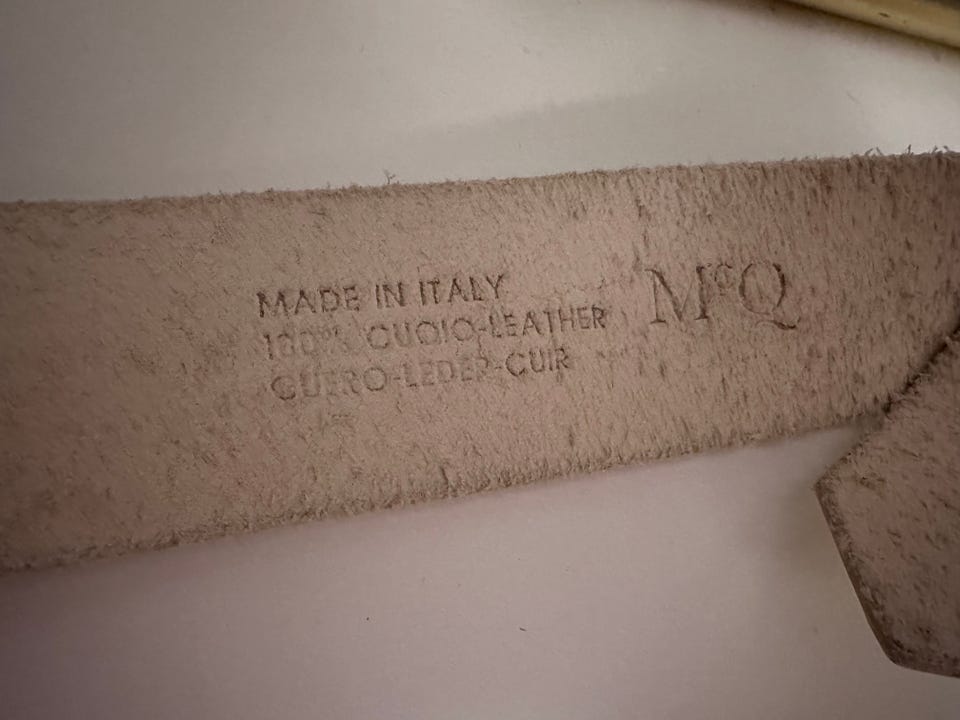 MADE IN ITALY
100% CUOIO-LEATHER
CUERO-LEDER-CUIR
McQ